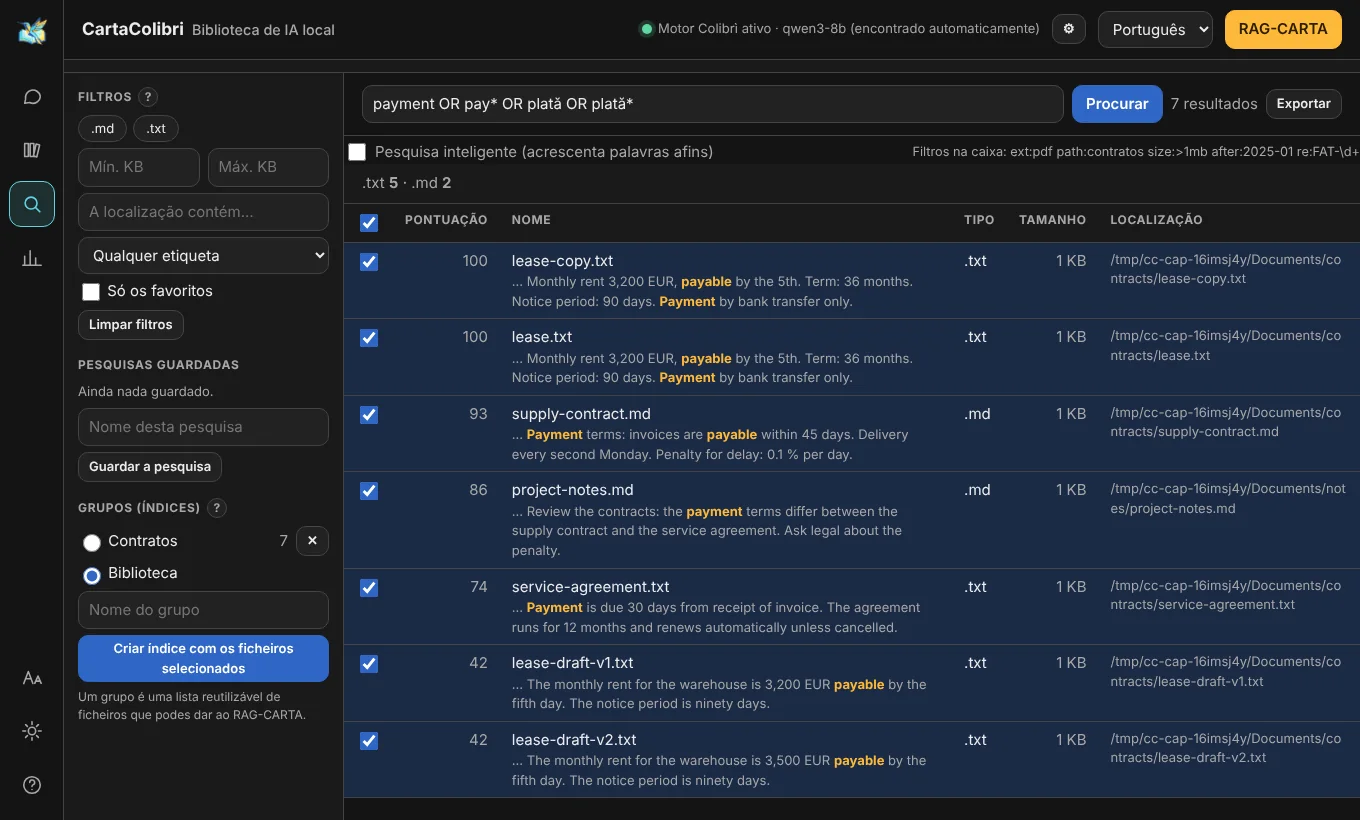 CartaColibri Biblioteca de IA local
Motor Colibri ativo · qwen3-8b (encontrado automaticamente)
Português
RAG-CARTA
FILTROS ?
.md .txt
Mín. KB Máx. KB
A localização contém…
Qualquer etiqueta
Só os favoritos
Limpar filtros
PESQUISAS GUARDADAS
Ainda nada guardado.
Nome desta pesquisa
Guardar a pesquisa
GRUPOS (ÍNDICES) ?
Contratos 7 ✕
Biblioteca
Nome do grupo
Criar índice com os ficheiros
selecionados
Um grupo é uma lista reutilizável de
ficheiros que podes dar ao RAG-CARTA.
payment OR pay* OR plată OR plată*
Procurar 7 resultados Exportar
Pesquisa inteligente (acrescenta palavras afins)
Filtros na caixa: ext:pdf path:contratos size:>1mb after:2025-01 re:FAT-\d+
.txt 5 · .md 2
PONTUAÇÃO NOME TIPO TAMANHO LOCALIZAÇÃO
100 lease-copy.txt .txt 1 KB
... Monthly rent 3,200 EUR, payable by the 5th. Term: 36 months.
Notice period: 90 days. Payment by bank transfer only.
/tmp/cc-cap-16imsj4y/Documents/co
ntracts/lease-copy.txt
100 lease.txt .txt 1 KB
... Monthly rent 3,200 EUR, payable by the 5th. Term: 36 months.
Notice period: 90 days. Payment by bank transfer only.
/tmp/cc-cap-16imsj4y/Documents/co
ntracts/lease.txt
93 supply-contract.md .md 1 KB
... Payment terms: invoices are payable within 45 days. Delivery
every second Monday. Penalty for delay: 0.1 % per day.
/tmp/cc-cap-16imsj4y/Documents/co
ntracts/supply-contract.md
86 project-notes.md .md 1 KB
... Review the contracts: the payment terms differ between the
supply contract and the service agreement. Ask legal about the
penalty.
/tmp/cc-cap-16imsj4y/Documents/not
es/project-notes.md
74 service-agreement.txt .txt 1 KB
... Payment is due 30 days from receipt of invoice. The agreement
runs for 12 months and renews automatically unless cancelled.
/tmp/cc-cap-16imsj4y/Documents/co
ntracts/service-agreement.txt
42 lease-draft-v1.txt .txt 1 KB
... The monthly rent for the warehouse is 3,200 EUR payable by the
fifth day. The notice period is ninety days.
/tmp/cc-cap-16imsj4y/Documents/co
ntracts/lease-draft-v1.txt
42 lease-draft-v2.txt .txt 1 KB
... The monthly rent for the warehouse is 3,500 EUR payable by the
fifth day. The notice period is ninety days.
/tmp/cc-cap-16imsj4y/Documents/co
ntracts/lease-draft-v2.txt
AA